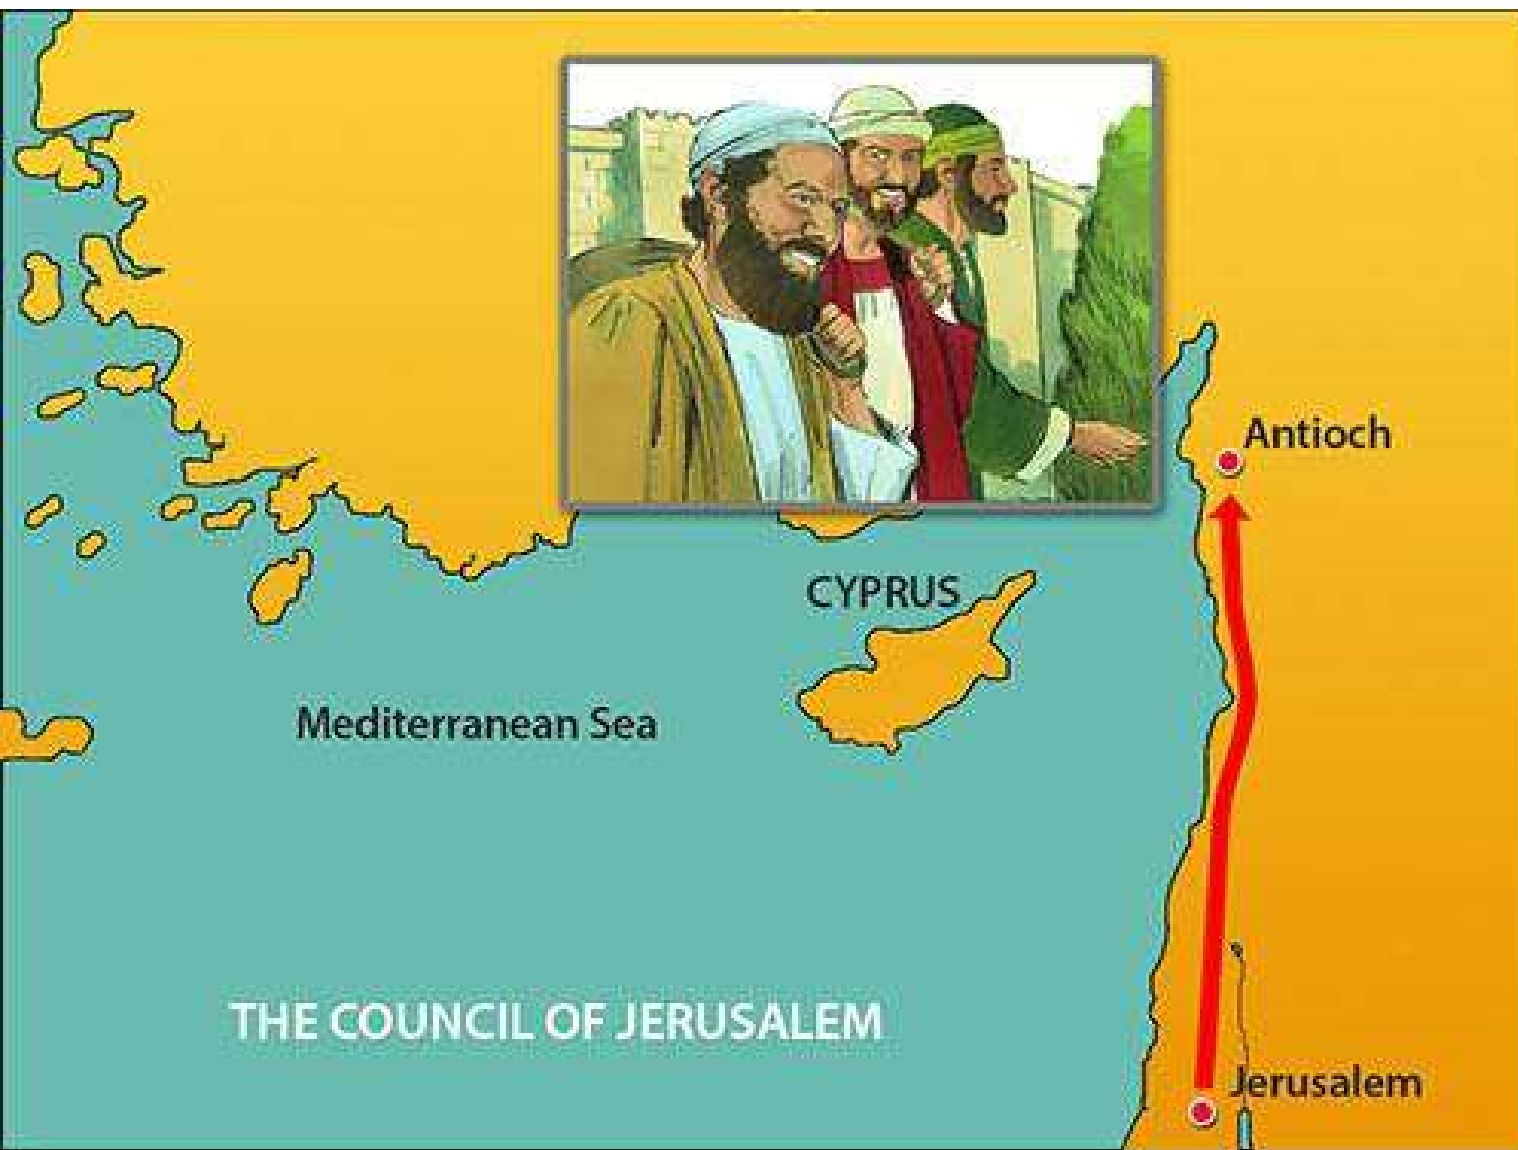 Antioch
CYPRUS
Mediterranean Sea
THE COUNCIL OF JERUSALEM
Jerusalem